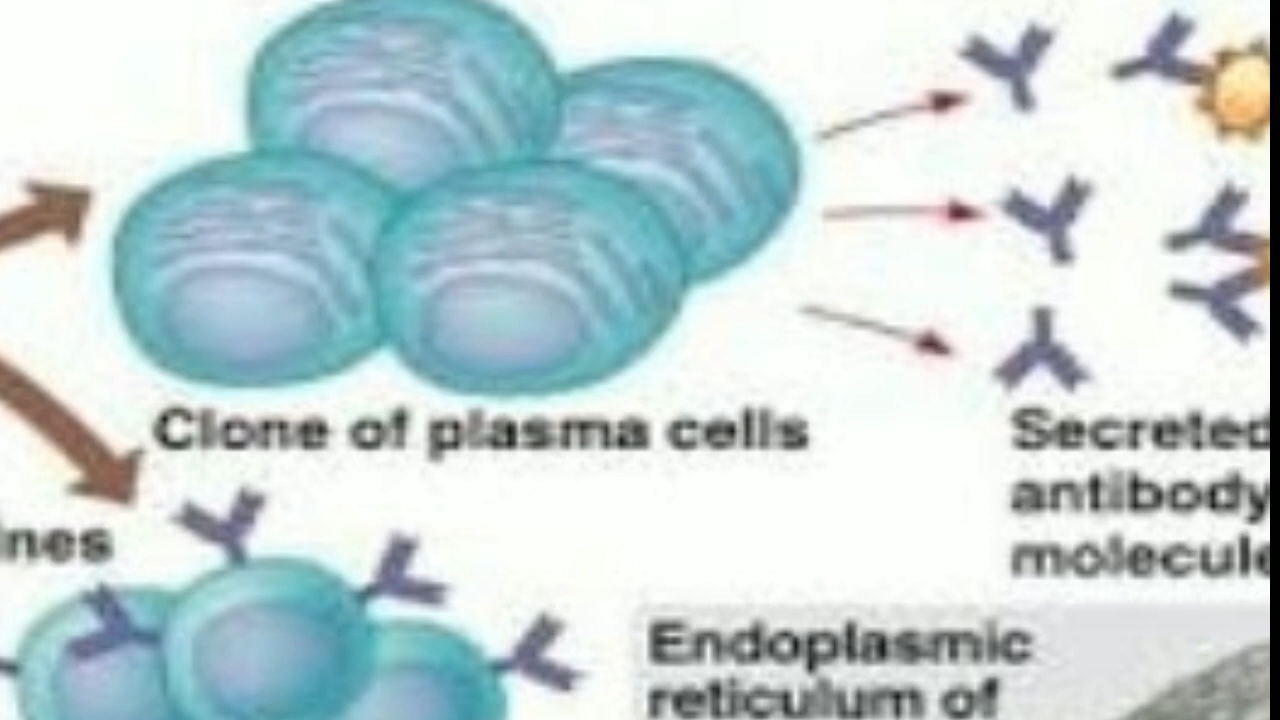 Clone of plasma cells
Secreted
antibody
molecule
ines
Endoplasmic
reticulum of